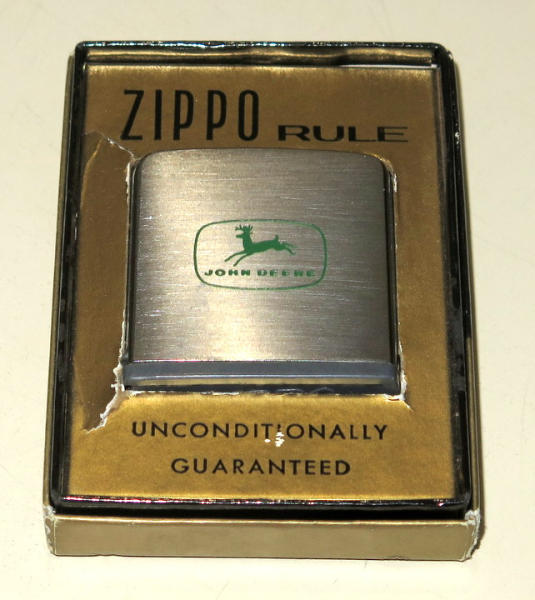 ZIPPO RULE
JOHN DEERE
UNCONDITIONALLY
GUARANTEED